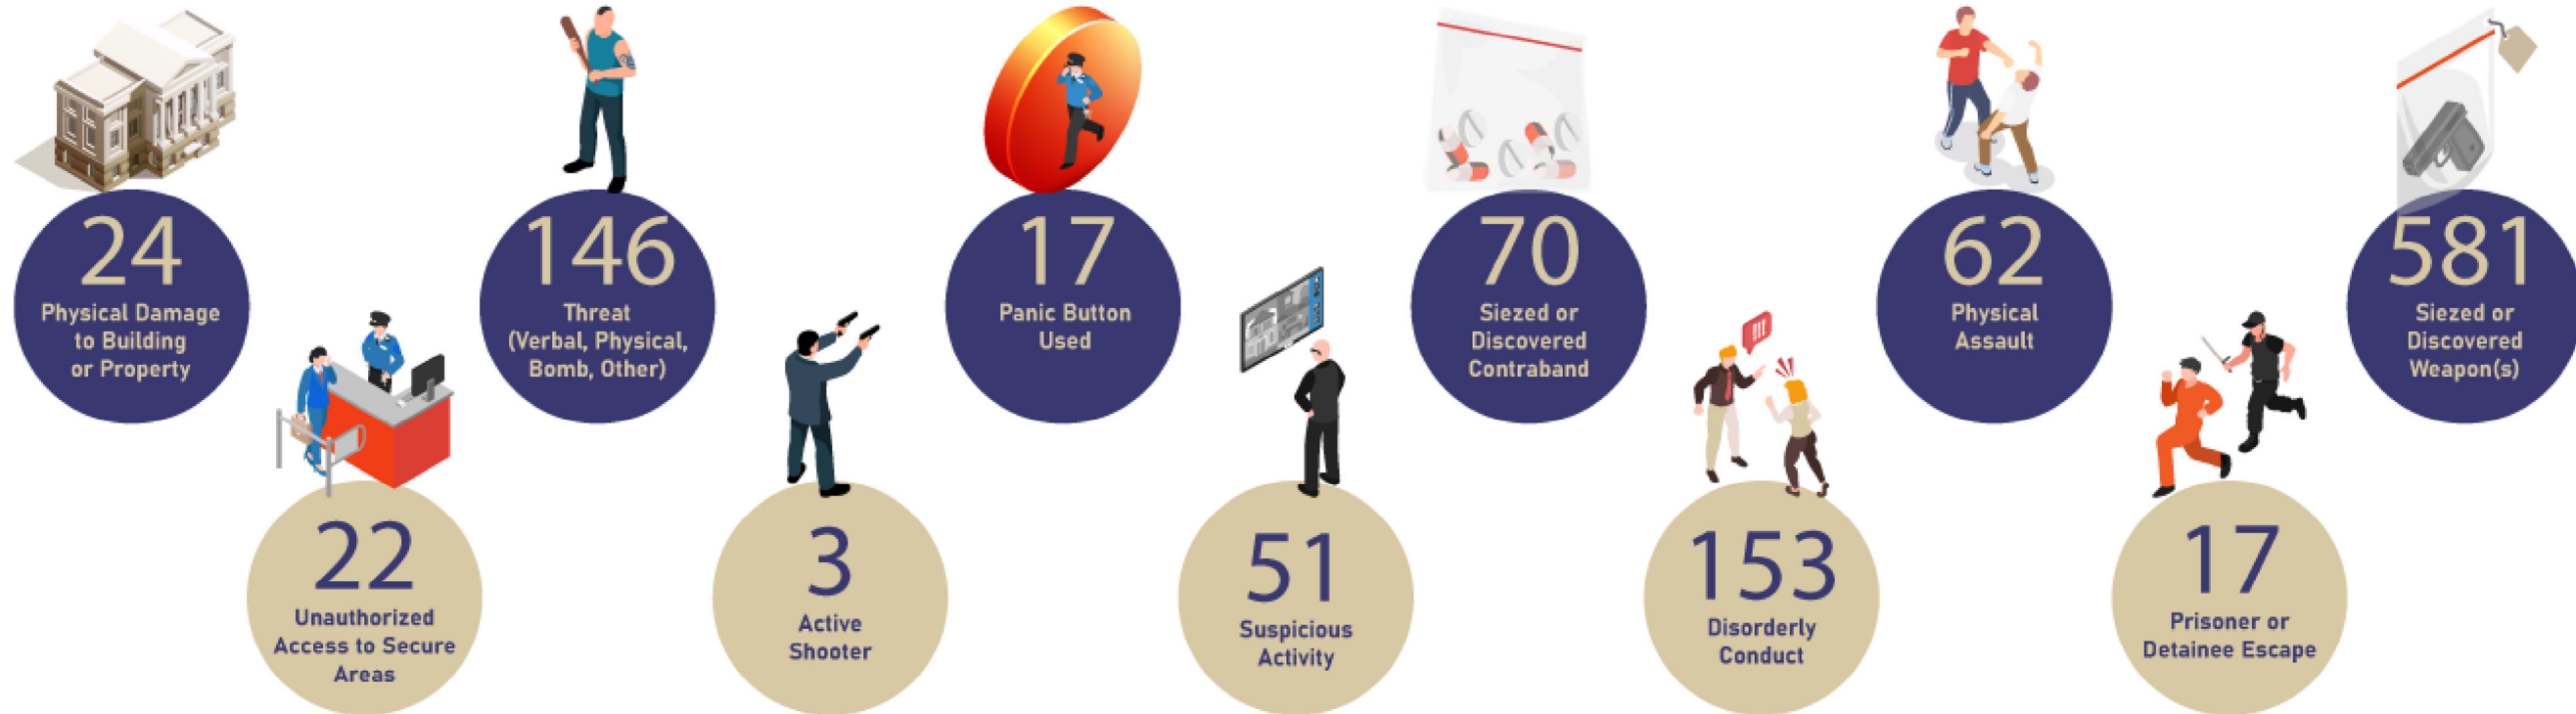 24
Physical Damage
to Building
or Property
22
Unauthorized
Access to Secure
Areas
146
Threat
(Verbal, Physical,
Bomb, Other)
3
Active
Shooter
17
Panic Button
Used
51
Suspicious
Activity
70
Siezed or
Discovered
Contraband
!!!
153
Disorderly
Conduct
62
Physical
Assault
17
Prisoner or
Detainee Escape
581
Siezed or
Discovered
Weapon(s)